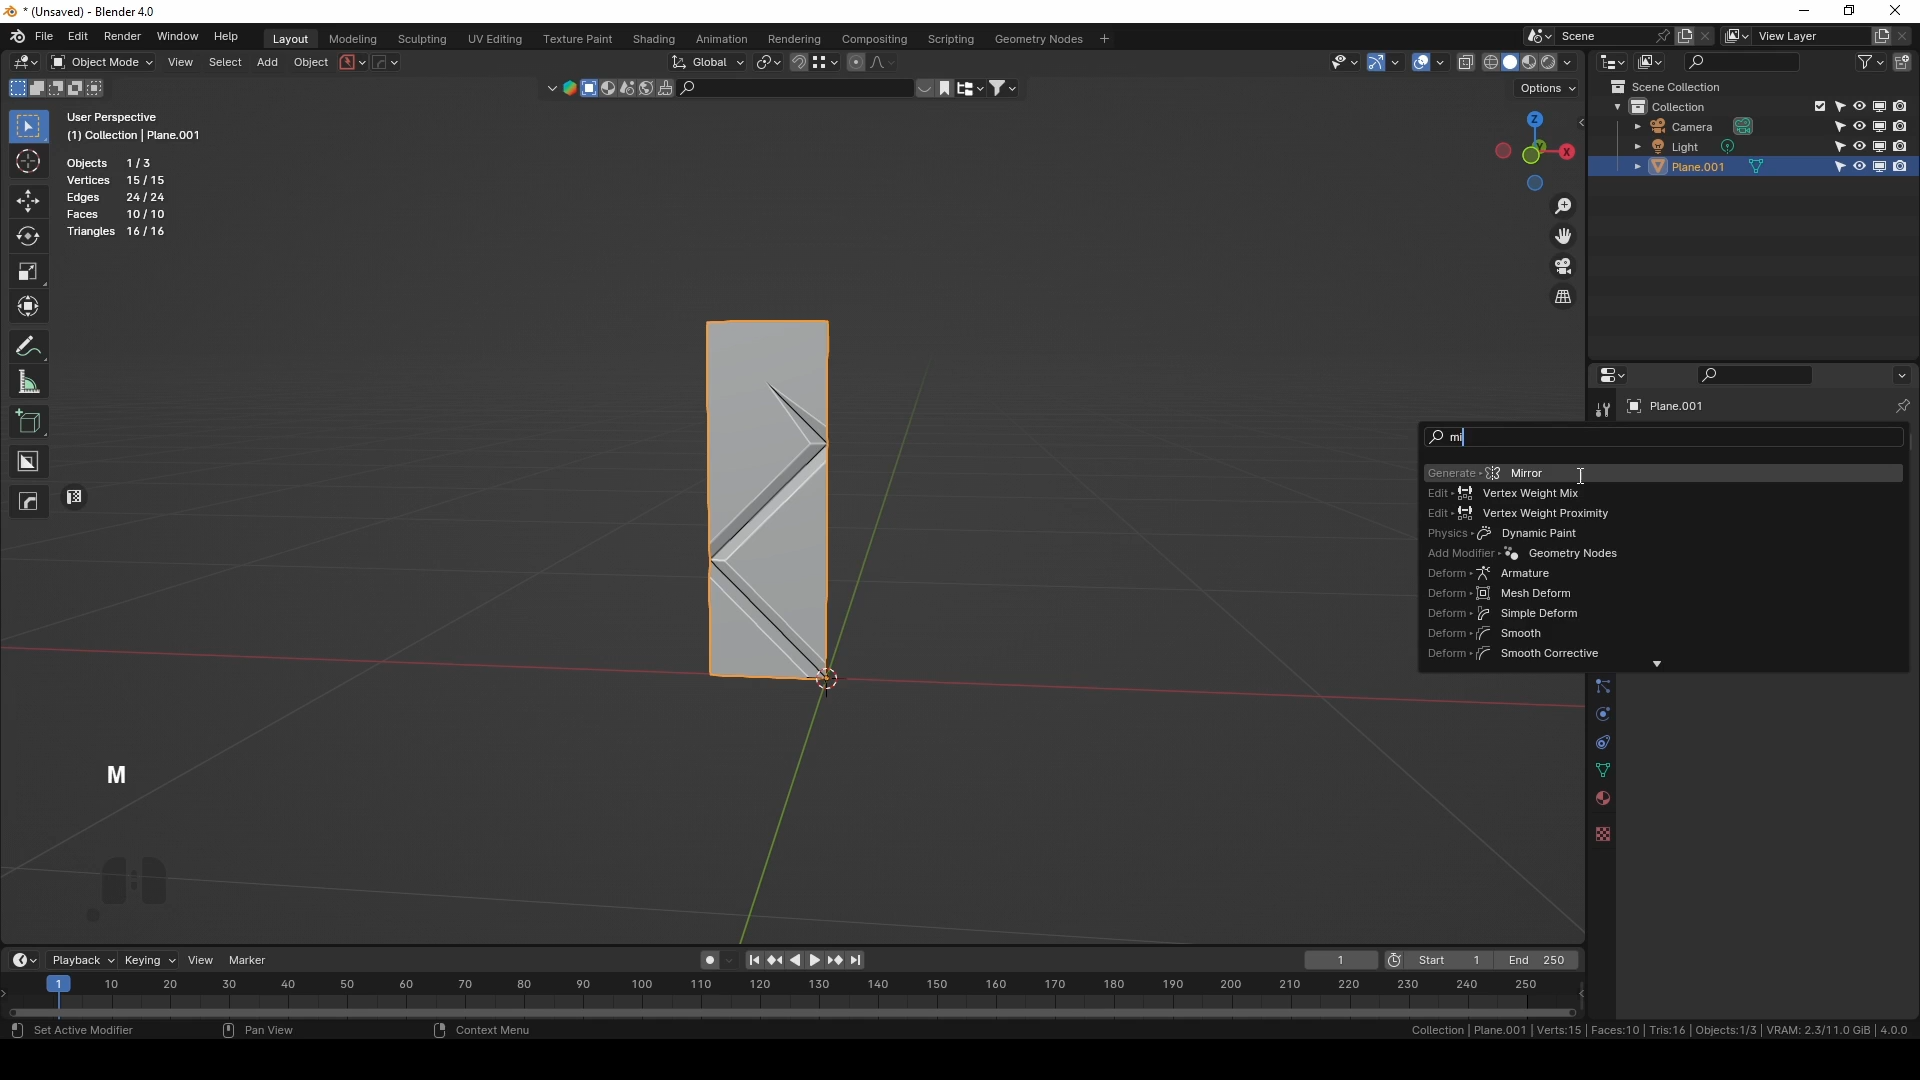 * (Unsaved) - Blender 4.0
File Edit Render Window Help Layout Modeling Sculpting UV Editing Texture Paint Shading Animation Rendering Compositing Scripting Geometry Nodes + Scene View Layer
Object Mode View Select Add Object Global
Options
User Perspective
(1) Collection | Plane.001
Objects 1 / 3
Vertices 15 / 15
Edges 24 / 24
Faces 10 / 10
Triangles 16 / 16
Z
Y
X
Scene Collection
Collection
Camera
Light
Plane.001
Plane.001
mi
Generate Mirror
Edit Vertex Weight Mix
Edit Vertex Weight Proximity
Physics Dynamic Paint
Add Modifier Geometry Nodes
Deform Armature
Deform Mesh Deform
Deform Simple Deform
Deform Smooth
Deform Smooth Corrective
M
Playback Keying View Marker 1 Start 1 End 250
1 10 20 30 40 50 60 70 80 90 100 110 120 130 140 150 160 170 180 190 200 210 220 230 240 250
Set Active Modifier Pan View Context Menu Collection | Plane.001 | Verts:15 | Faces:10 | Tris:16 | Objects:1/3 | VRAM: 2.3/11.0 GiB | 4.0.0